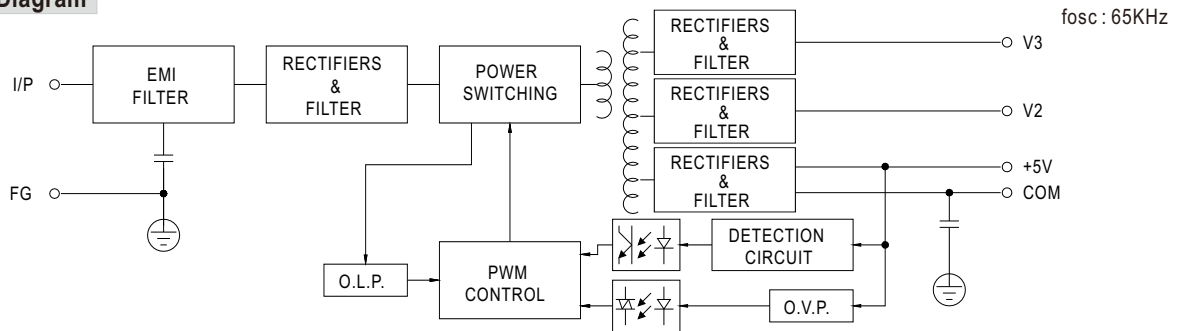 Diagram
fosc : 65KHz
I/P
EMI
FILTER
RECTIFIERS
&
FILTER
POWER
SWITCHING
RECTIFIERS
&
FILTER
V3
RECTIFIERS
&
FILTER
V2
RECTIFIERS
&
FILTER
+5V
COM
FG
O.L.P.
PWM
CONTROL
DETECTION
CIRCUIT
O.V.P.